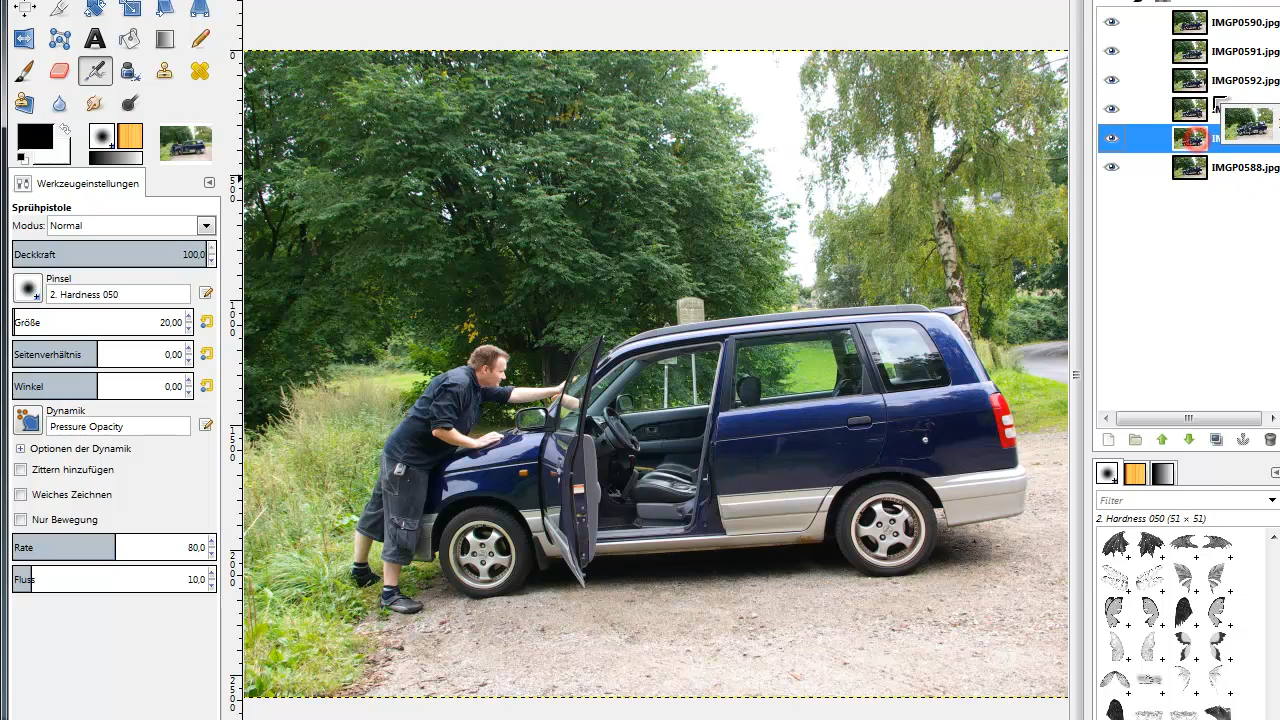 Werkzeugeinstellungen
Sprühpistole
Modus: Normal
Deckkraft 100,0
Pinsel
2. Hardness 050
Größe 20,00
Seitenverhältnis 0,00
Winkel 0,00
Dynamik
Pressure Opacity
Optionen der Dynamik
Zittern hinzufügen
Weiches Zeichnen
Nur Bewegung
Rate 80,0
Fluss 10,0
IMGP0590.jpg
IMGP0591.jpg
IMGP0592.jpg
IMGP0588.jpg
Filter
2. Hardness 050 (51 × 51)